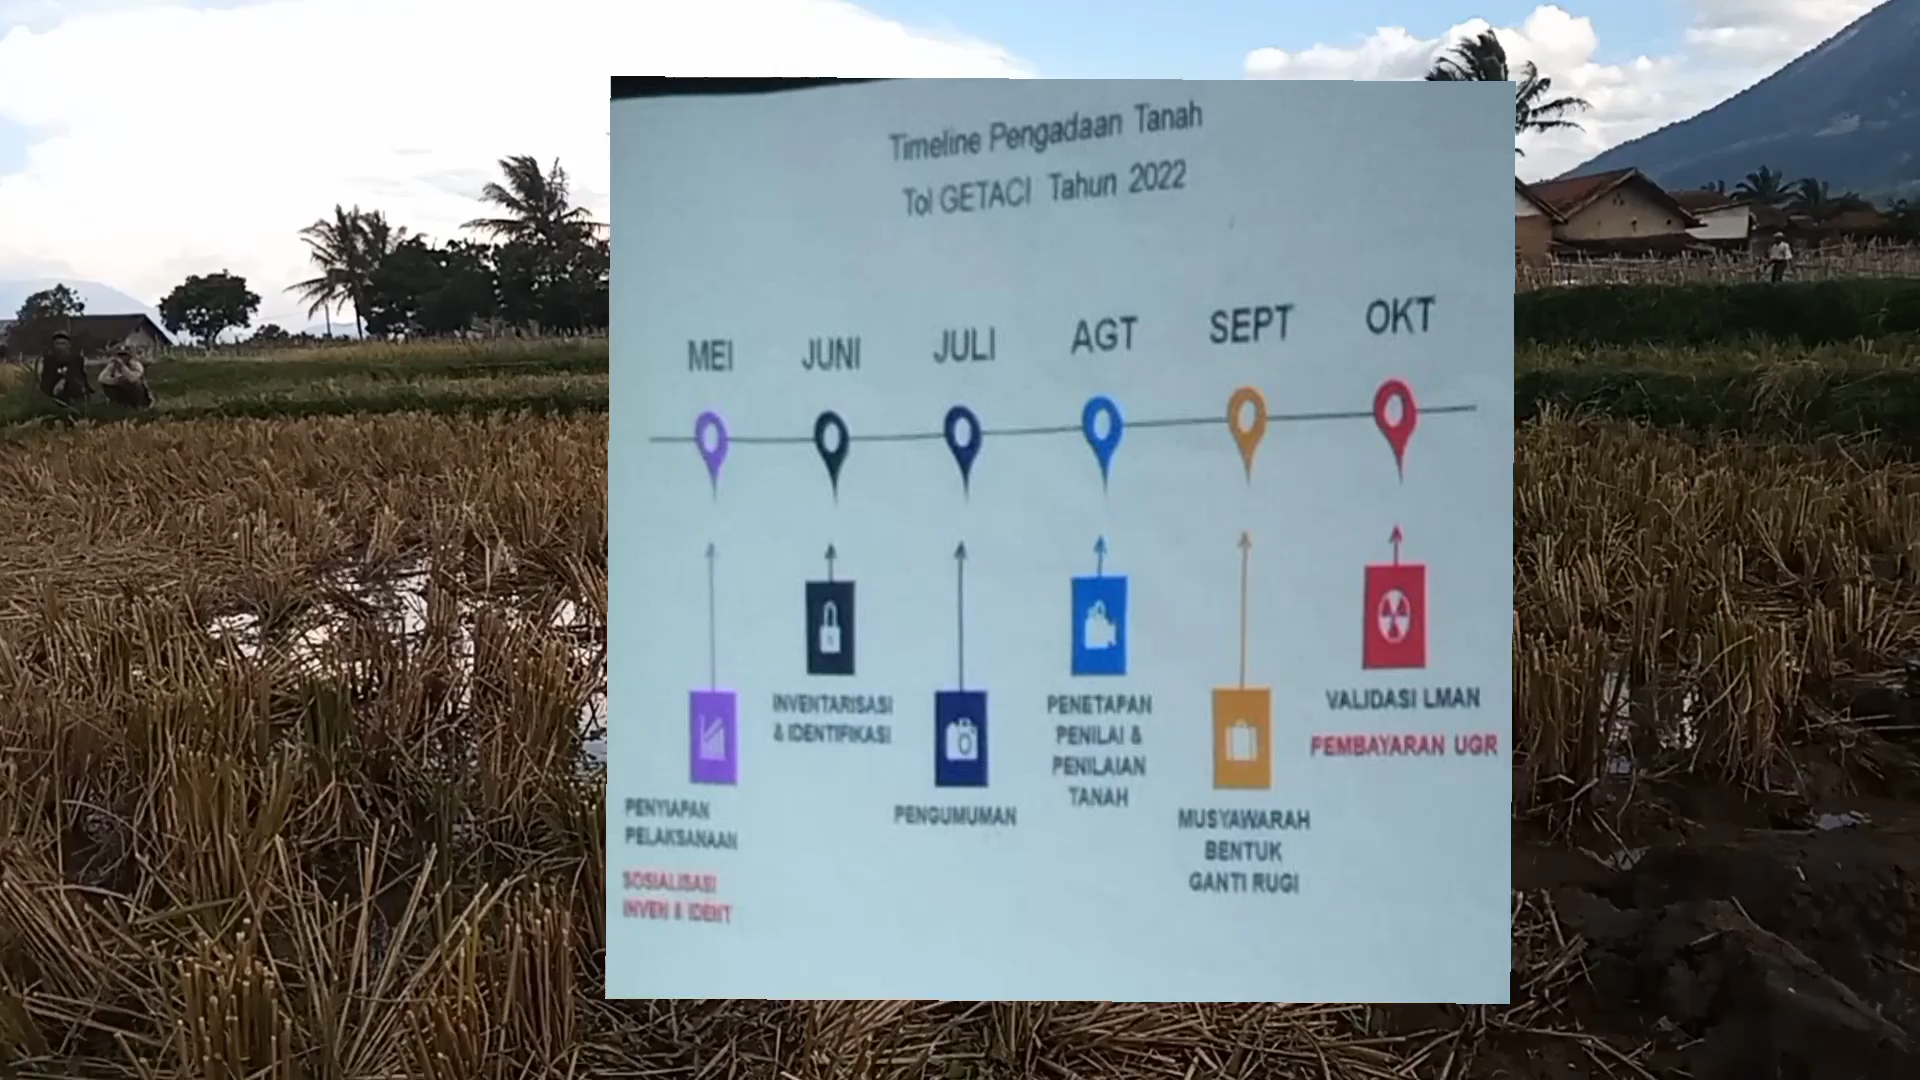 Timeline Pengadaan Tanah
Tol GETACI Tahun 2022
MEI
JUNI
JULI
AGT
SEPT
OKT
PENYIAPAN
PELAKSANAAN
SOSIALISASI
INVEN & IDENT
INVENTARISASI
& IDENTIFIKASI
PENGUMUMAN
PENETAPAN
PENILAI &
PENILAIAN
TANAH
MUSYAWARAH
BENTUK
GANTI RUGI
VALIDASI LMAN
PEMBAYARAN UGR